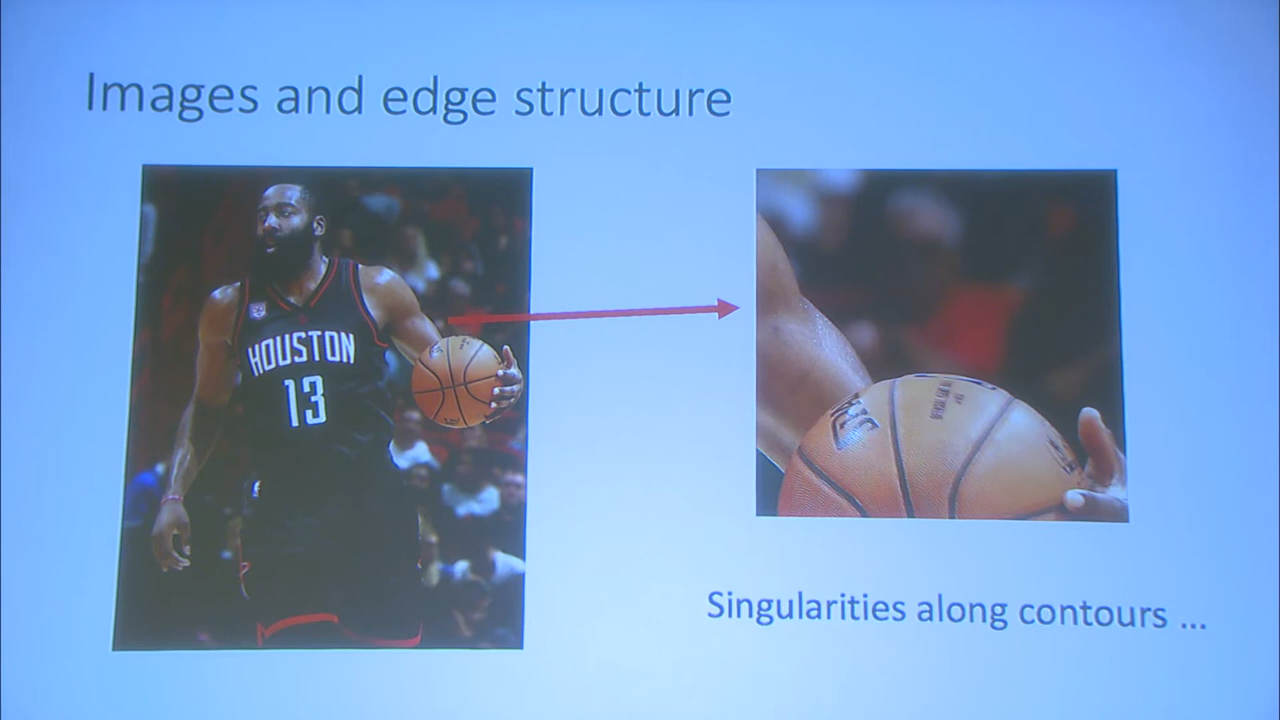 Images and edge structure
HOUSTON
13
Singularities along contours ...